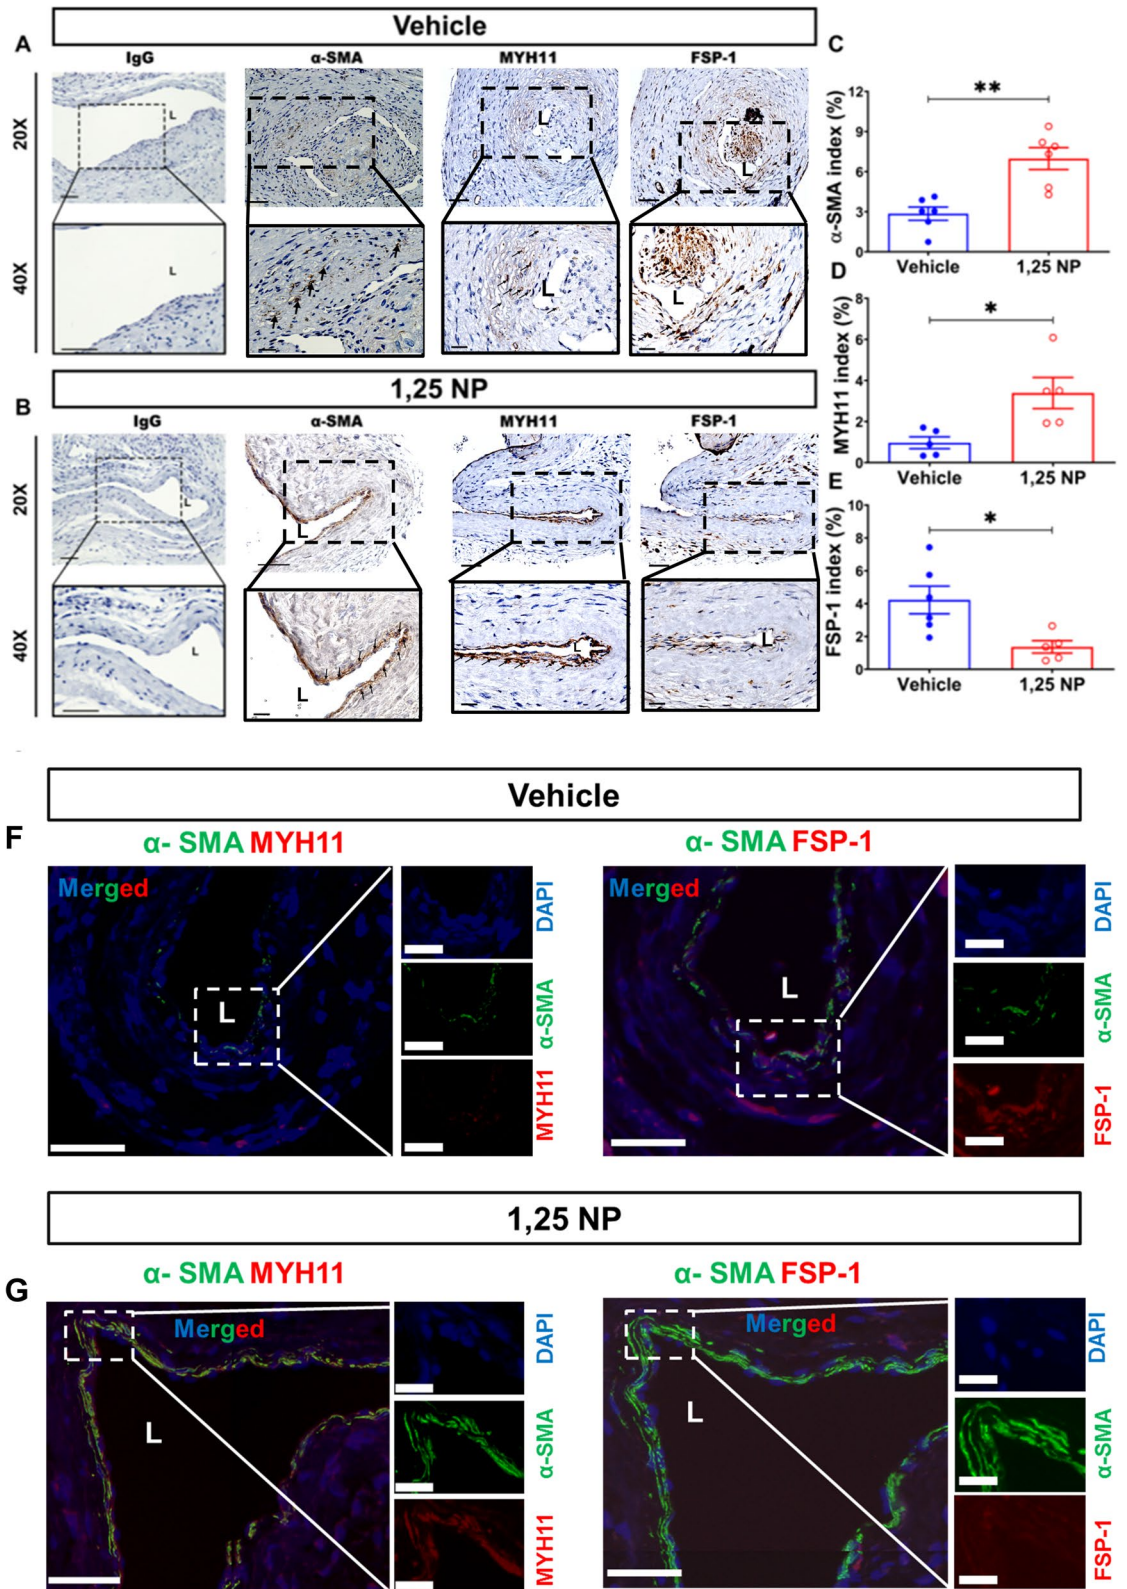 Vehicle
A
IgG
α-SMA
MYH11
FSP-1
20X
L
L
L
40X
L
L
L
1,25 NP
B
IgG
α-SMA
MYH11
FSP-1
20X
L
L
40X
L
L
L
L
C
α-SMA index (%)
12
9
6
3
0
**
Vehicle
1,25 NP
D
MYH11 index (%)
8
6
4
2
0
*
Vehicle
1,25 NP
E
FSP-1 index (%)
10
8
6
4
2
0
*
Vehicle
1,25 NP
Vehicle
F
α- SMA MYH11
Merged
L
DAPI
α-SMA
MYH11
α- SMA FSP-1
Merged
L
DAPI
α-SMA
FSP-1
1,25 NP
G
α- SMA MYH11
Merged
L
DAPI
α-SMA
MYH11
α- SMA FSP-1
Merged
L
DAPI
α-SMA
FSP-1